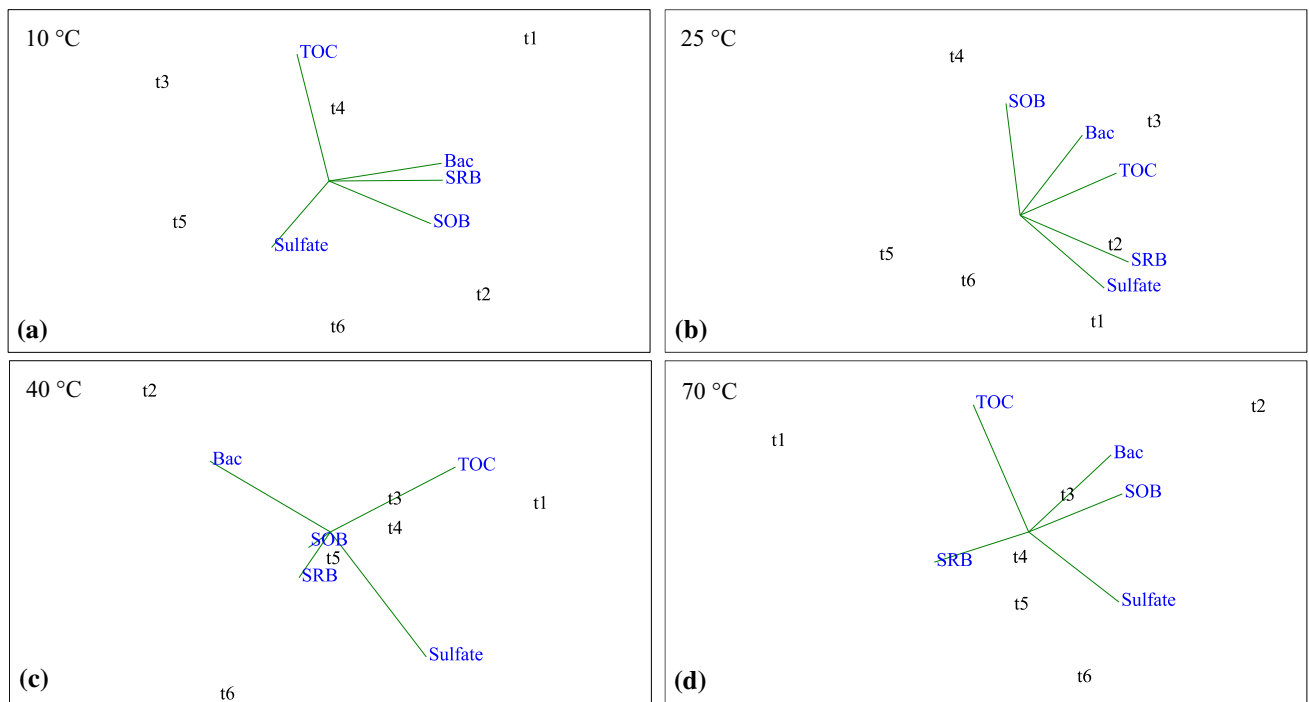 10 °C
t1
TOC
t3
t4
Bac
SRB
t5
SOB
Sulfate
t2
t6
(a)
25 °C
t4
SOB
t3
Bac
TOC
t2
t5
SRB
t6
Sulfate
t1
(b)
40 °C
t2
Bac
TOC
t3
t1
t4
SOB
t5
SRB
Sulfate
t6
(c)
70 °C
TOC
t2
t1
Bac
SOB
t3
t4
SRB
Sulfate
t5
t6
(d)